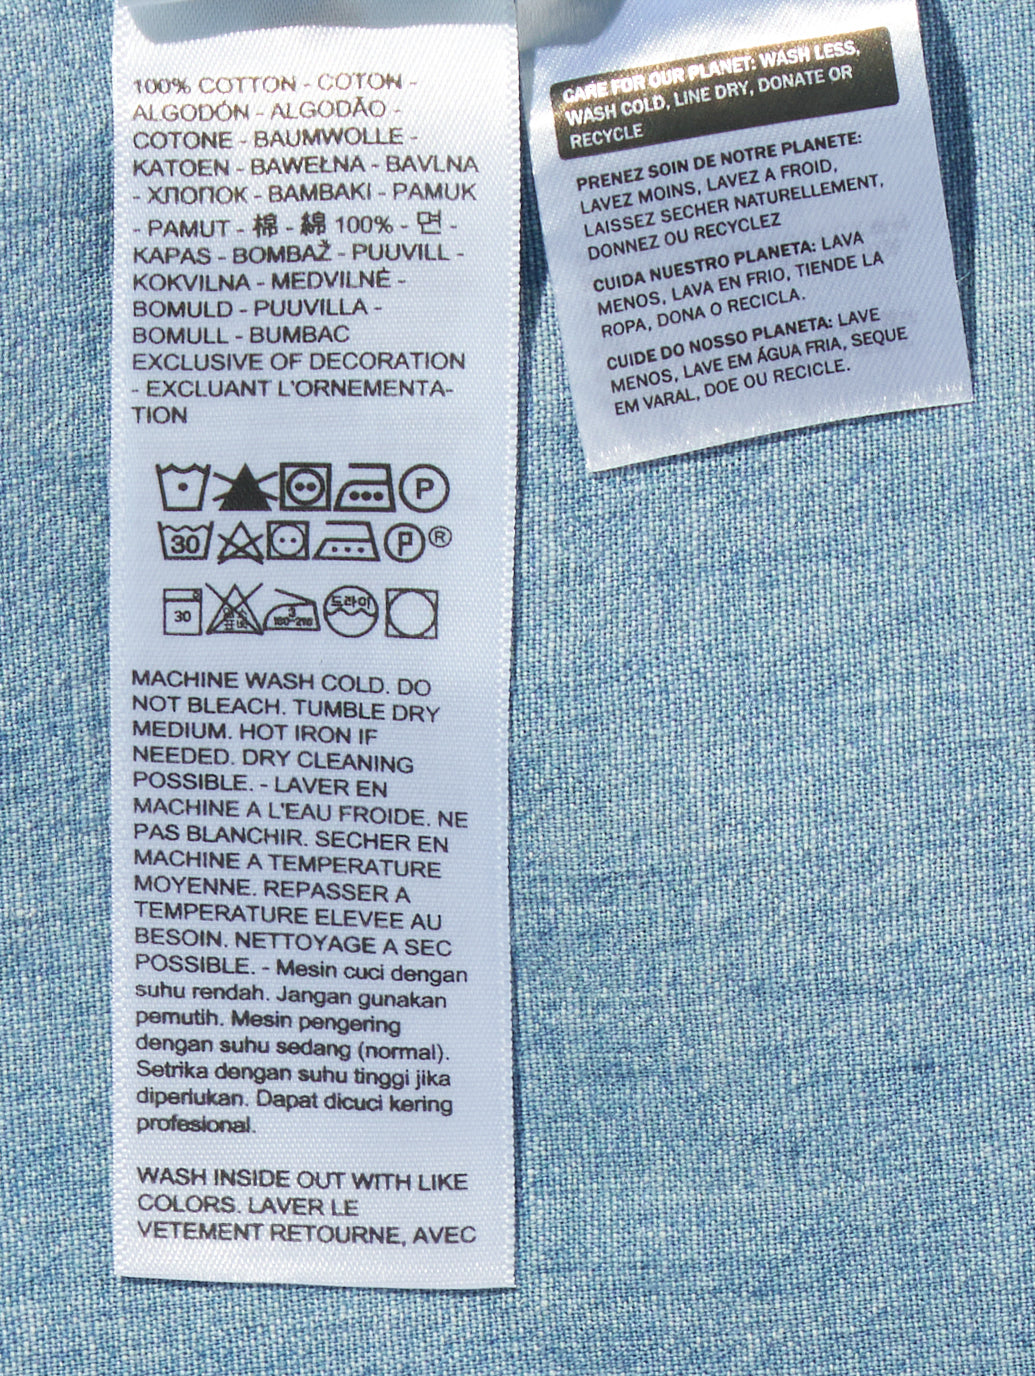 100% COTTON - COTON -
ALGODÓN - ALGODÃO -
COTONE - BAUMWOLLE -
KATOEN - BAWEŁNA - BAVLNA
- ХЛОПОК - BAMBAKI - PAMUK
- PAMUT - 棉 - 綿 100% - 면 -
KAPAS - BOMBAŽ - PUUVILL -
KOKVILNA - MEDVILNĖ -
BOMULD - PUUVILLA -
BOMULL - BUMBAC
EXCLUSIVE OF DECORATION
- EXCLUANT L'ORNEMENTA-
TION
P
30 P ®
30 3 180-210 드라이
MACHINE WASH COLD. DO
NOT BLEACH. TUMBLE DRY
MEDIUM. HOT IRON IF
NEEDED. DRY CLEANING
POSSIBLE. - LAVER EN
MACHINE A L'EAU FROIDE. NE
PAS BLANCHIR. SECHER EN
MACHINE A TEMPERATURE
MOYENNE. REPASSER A
TEMPERATURE ELEVEE AU
BESOIN. NETTOYAGE A SEC
POSSIBLE. - Mesin cuci dengan
suhu rendah. Jangan gunakan
pemutih. Mesin pengering
dengan suhu sedang (normal).
Setrika dengan suhu tinggi jika
diperlukan. Dapat dicuci kering
profesional.
WASH INSIDE OUT WITH LIKE
COLORS. LAVER LE
VETEMENT RETOURNE, AVEC
CARE FOR OUR PLANET: WASH LESS,
WASH COLD, LINE DRY, DONATE OR
RECYCLE
PRENEZ SOIN DE NOTRE PLANETE:
LAVEZ MOINS, LAVEZ A FROID,
LAISSEZ SECHER NATURELLEMENT,
DONNEZ OU RECYCLEZ
CUIDA NUESTRO PLANETA: LAVA
MENOS, LAVA EN FRIO, TIENDE LA
ROPA, DONA O RECICLA.
CUIDE DO NOSSO PLANETA: LAVE
MENOS, LAVE EM ÁGUA FRIA, SEQUE
EM VARAL, DOE OU RECICLE.